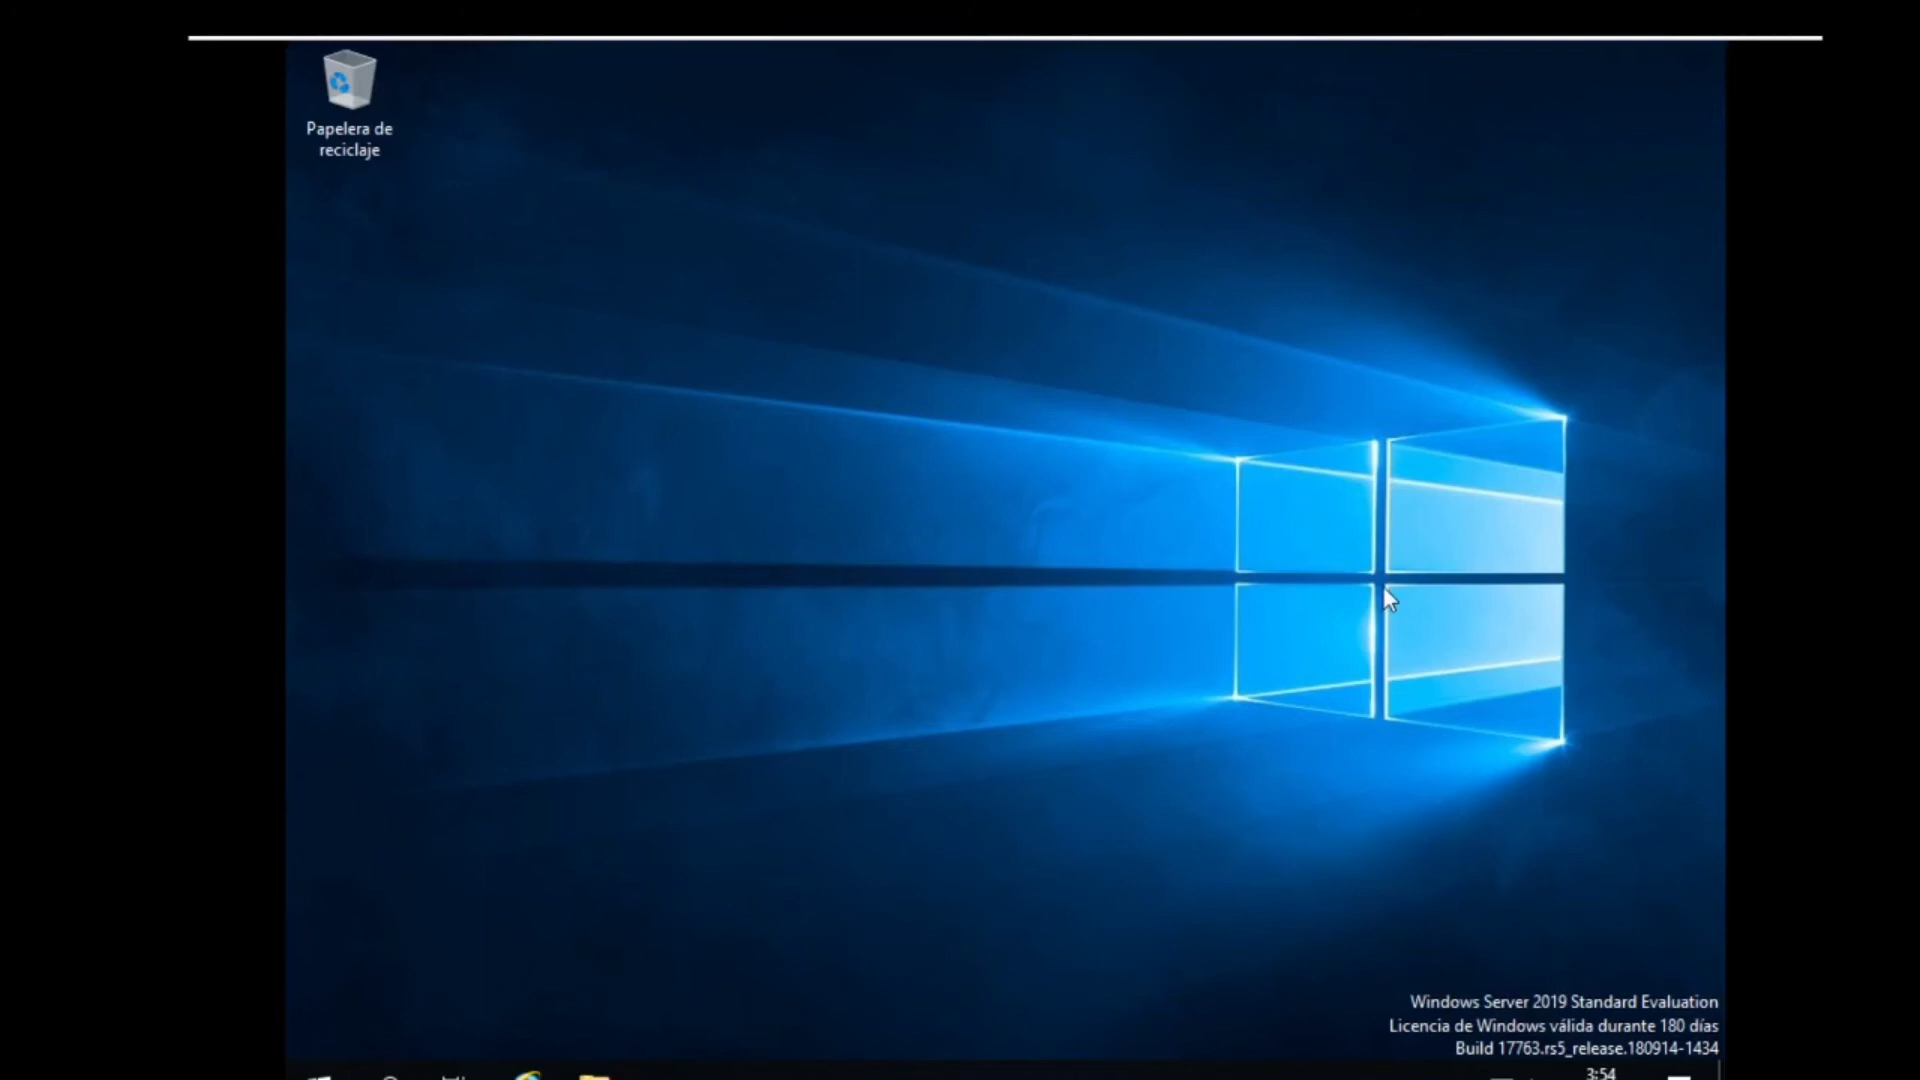 Papelera de
reciclaje
Windows Server 2019 Standard Evaluation
Licencia de Windows válida durante 180 días
Build 17763.rs5_release.180914-1434
3:54